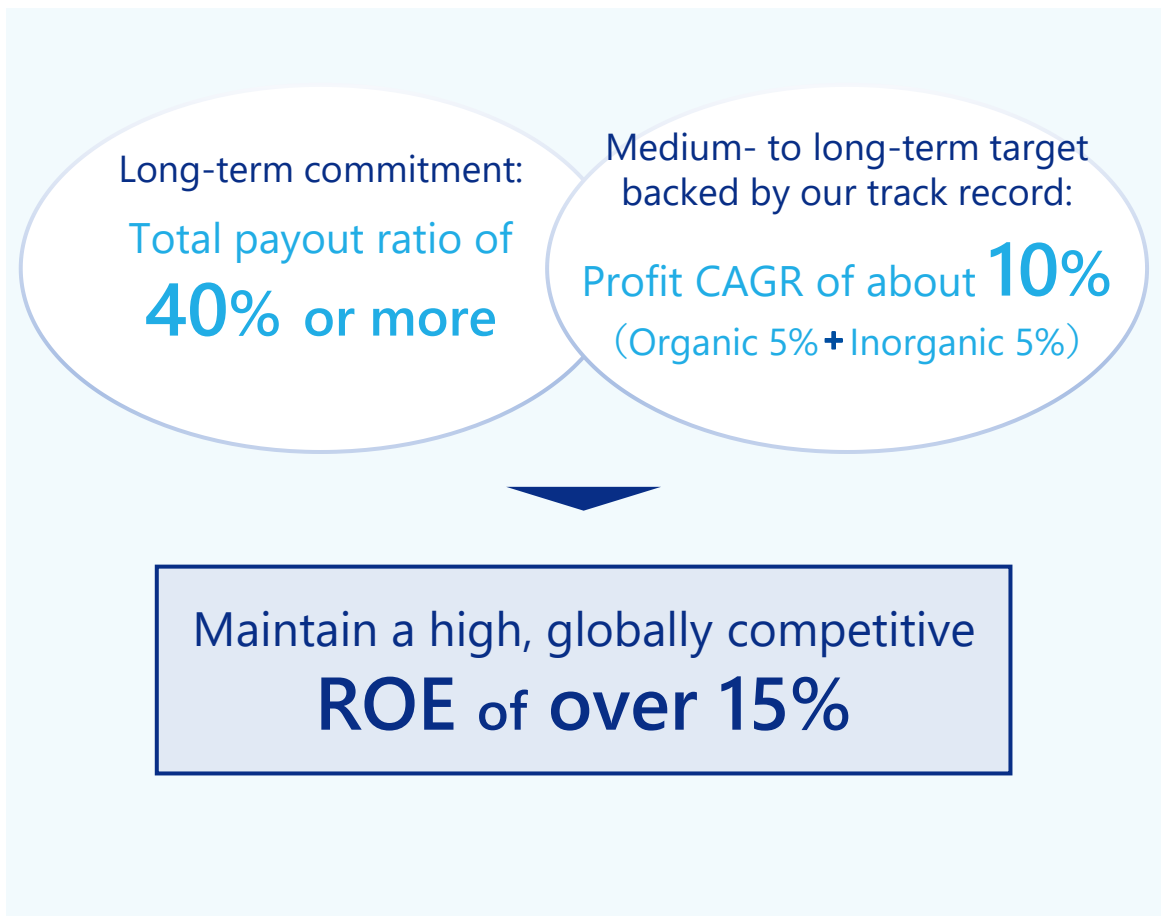 Long-term commitment:
Total payout ratio of
40% or more
Medium- to long-term target
backed by our track record:
Profit CAGR of about 10%
（Organic 5%+Inorganic 5%）
Maintain a high, globally competitive
ROE of over 15%